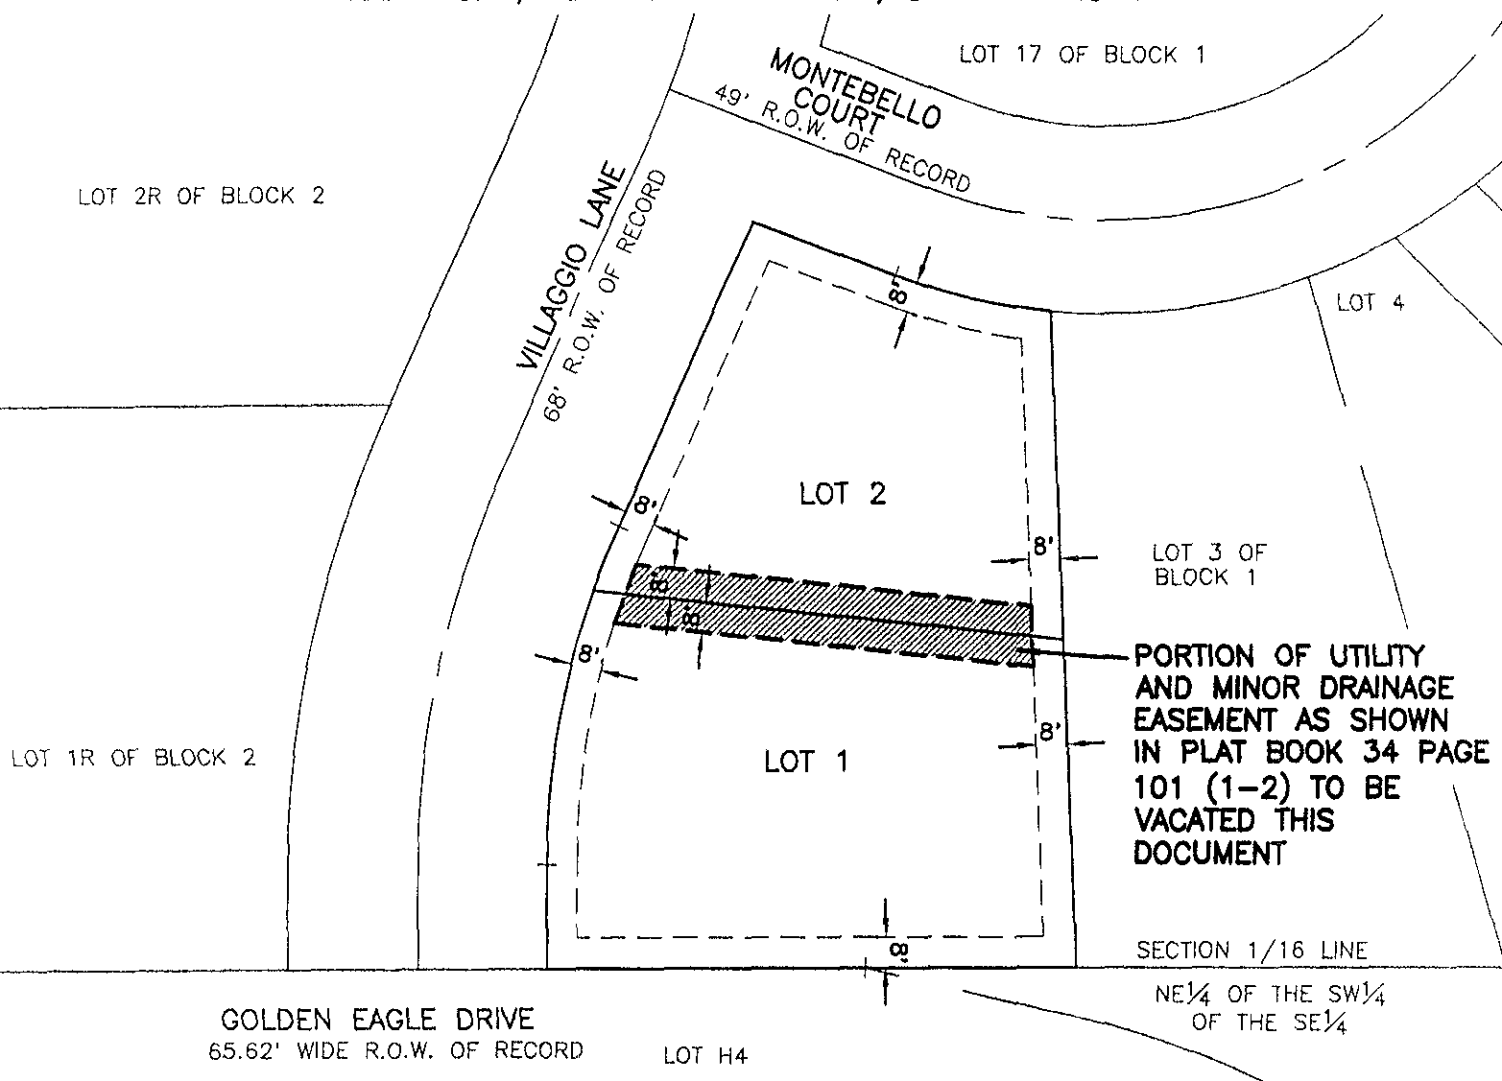 LOT 17 OF BLOCK 1
MONTEBELLO
COURT
49' R.O.W. OF RECORD
LOT 2R OF BLOCK 2
VILLAGGIO LANE
68' R.O.W. OF RECORD
8'
LOT 4
LOT 2
8'
8'
LOT 3 OF
BLOCK 1
8'
8'
8'
PORTION OF UTILITY
AND MINOR DRAINAGE
EASEMENT AS SHOWN
IN PLAT BOOK 34 PAGE
101 (1-2) TO BE
VACATED THIS
DOCUMENT
8'
LOT 1R OF BLOCK 2
LOT 1
8'
SECTION 1/16 LINE
NE1/4 OF THE SW1/4
OF THE SE1/4
GOLDEN EAGLE DRIVE
65.62' WIDE R.O.W. OF RECORD
LOT H4